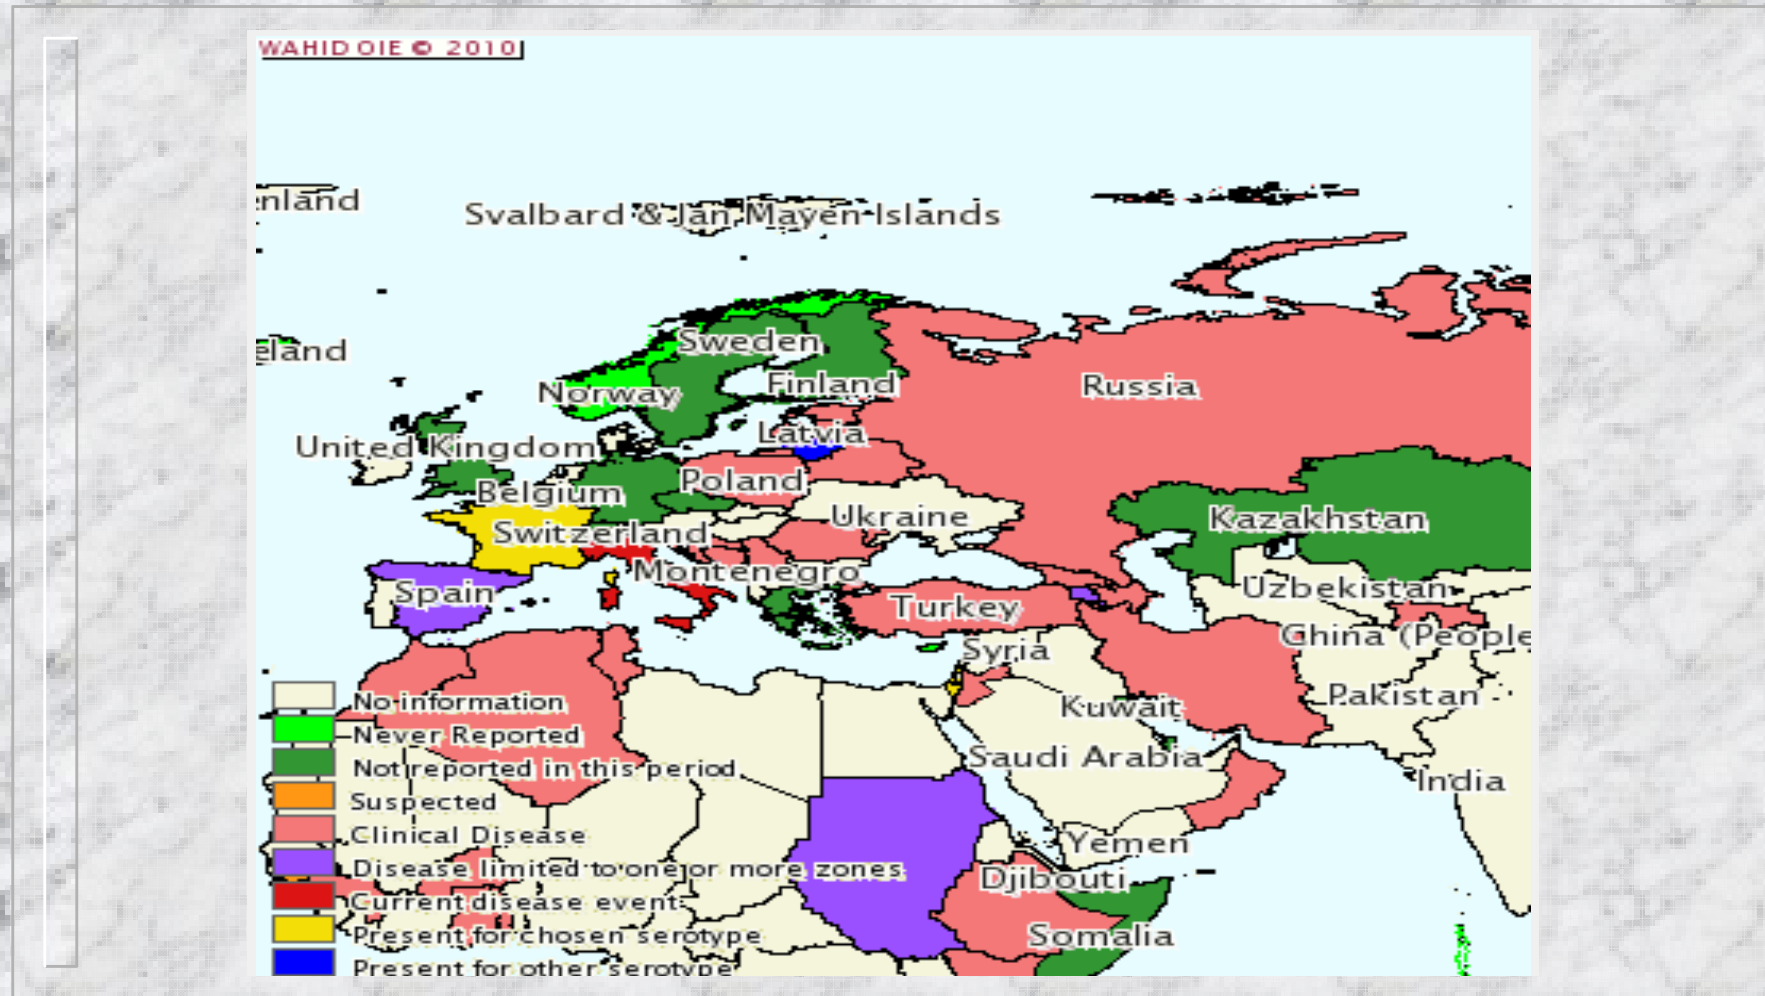 WAHID OIE © 2010
enland
Svalbard & Jan Mayen Islands
eland
Sweden
Norway
Finland
Russia
United Kingdom
Latvia
Belgium
Poland
Switzerland
Ukraine
Kazakhstan
Montenegro
Spain
Turkey
Uzbekistan
Syria
China (People
Kuwait
Pakistan
Saudi Arabia
India
Yemen
Djibouti
Somalia
No information
Never Reported
Not reported in this period
Suspected
Clinical Disease
Disease limited to one or more zones
Current disease event
Present for chosen serotype
Present for other serotype